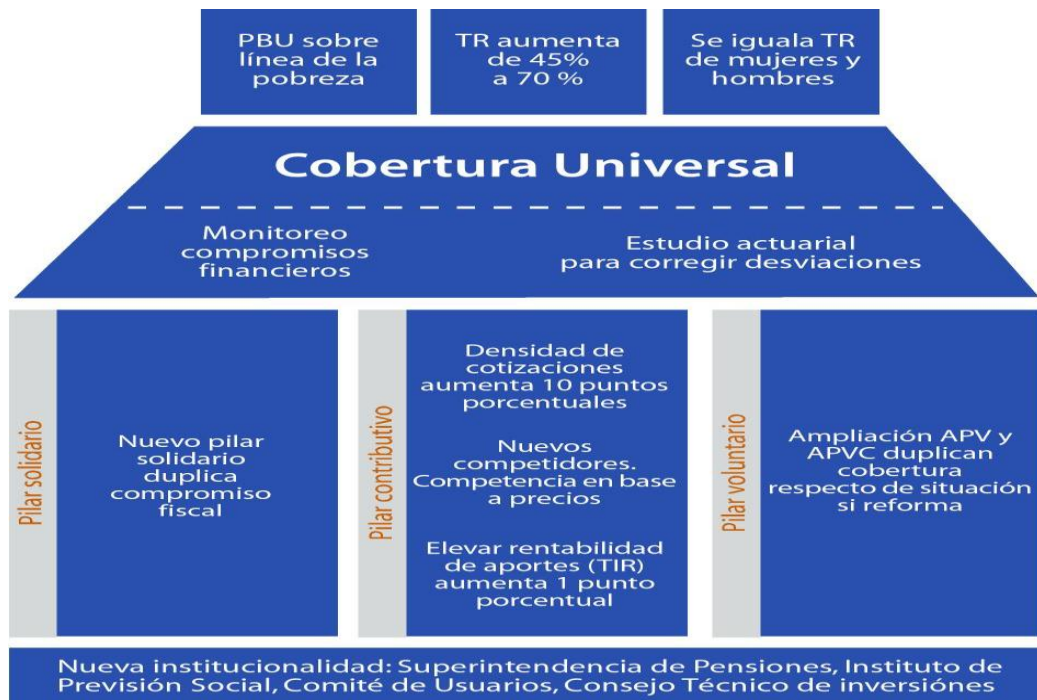 PBU sobre
línea de la
pobreza
TR aumenta
de 45%
a 70 %
Se iguala TR
de mujeres y
hombres
Cobertura Universal
Monitoreo
compromisos
financieros
Estudio actuarial
para corregir desviaciones
Pilar solidario
Nuevo pilar
solidario
duplica
compromiso
fiscal
Pilar contributivo
Densidad de
cotizaciones
aumenta 10 puntos
porcentuales
Nuevos
competidores.
Competencia en base
a precios
Elevar rentabilidad
de aportes (TIR)
aumenta 1 punto
porcentual
Pilar voluntario
Ampliación APV y
APVC duplican
cobertura
respecto de situación
si reforma
Nueva institucionalidad: Superintendencia de Pensiones, Instituto de
Previsión Social, Comité de Usuarios, Consejo Técnico de inversiónes